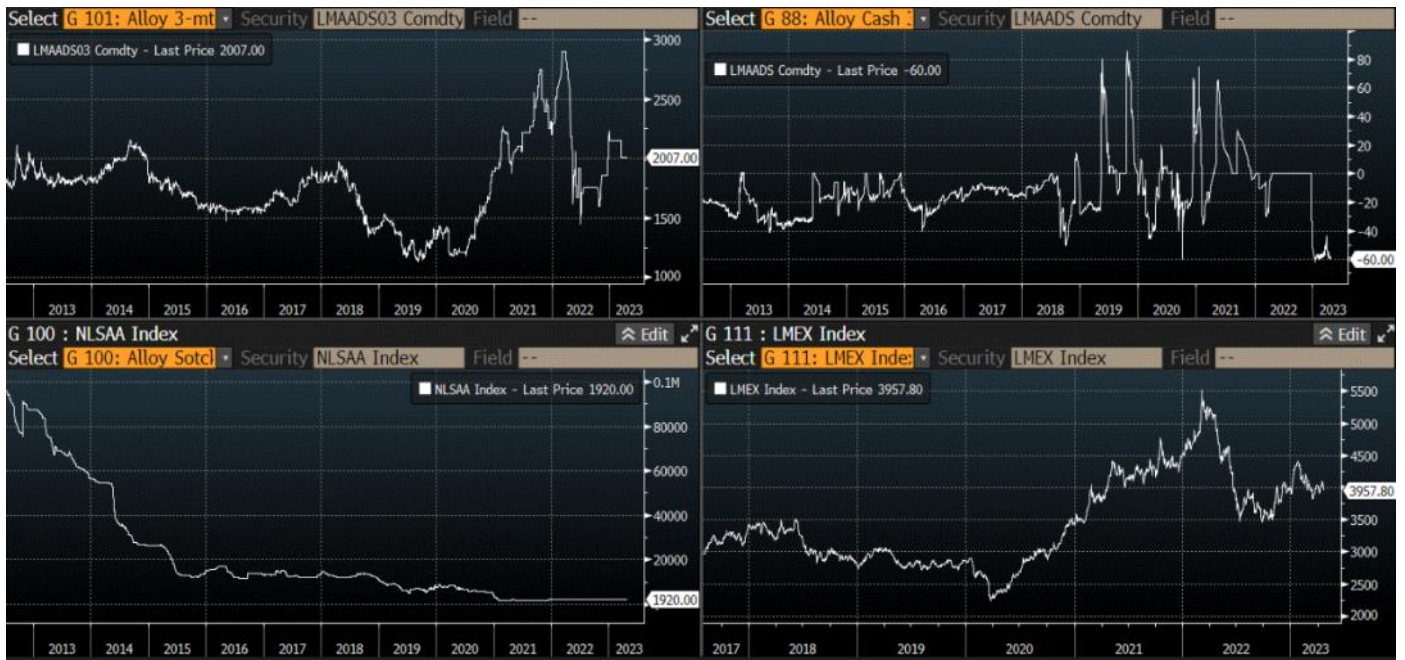 Select G 101: Alloy 3-mt Security LMAADS03 Comdty Field --
LMAADS03 Comdty - Last Price 2007.00
3000
2500
2007.00
1500
1000
2013 2014 2015 2016 2017 2018 2019 2020 2021 2022 2023
Select G 88: Alloy Cash Security LMAADS Comdty Field --
LMAADS Comdty - Last Price -60.00
80
60
40
20
0
-20
-40
-60.00
2013 2014 2015 2016 2017 2018 2019 2020 2021 2022 2023
G 100 : NLSAA Index Edit
Select G 100: Alloy Sotcl Security NLSAA Index Field --
NLSAA Index - Last Price 1920.00
0.1M
80000
60000
40000
20000
1920.00
2013 2014 2015 2016 2017 2018 2019 2020 2021 2022 2023
G 111 : LMEX Index Edit
Select G 111: LMEX Inde Security LMEX Index Field --
LMEX Index - Last Price 3957.80
5500
5000
4500
3957.80
3500
3000
2500
2000
2017 2018 2019 2020 2021 2022 2023